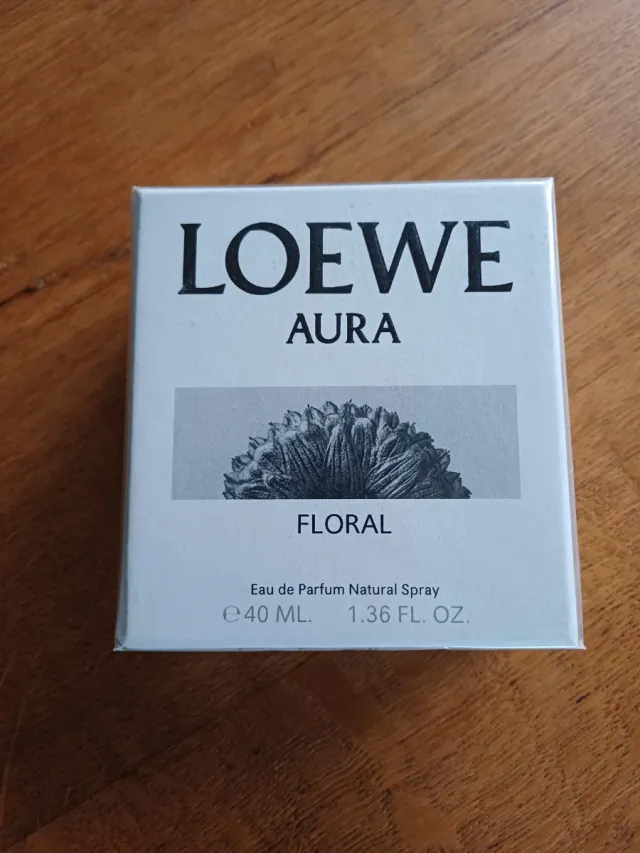 LOEWE
AURA
FLORAL
Eau de Parfum Natural Spray
℮40 ML. 1.36 FL. OZ.